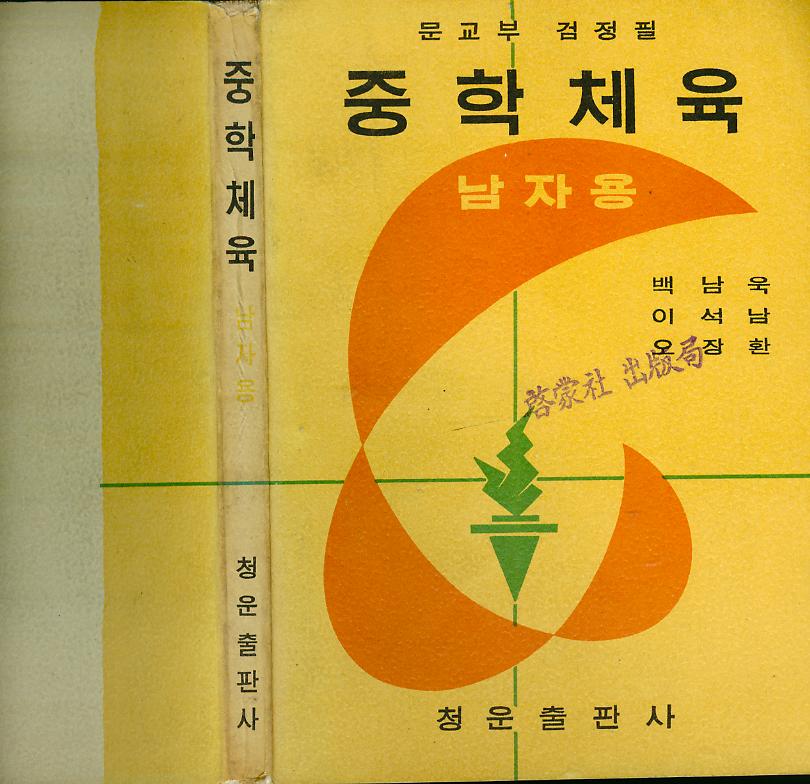 중학체육
남자용
청운출판사
문교부 검정필
중학체육
남자용
백남욱
이석남
오장환
啓蒙社 出版局
청운출판사